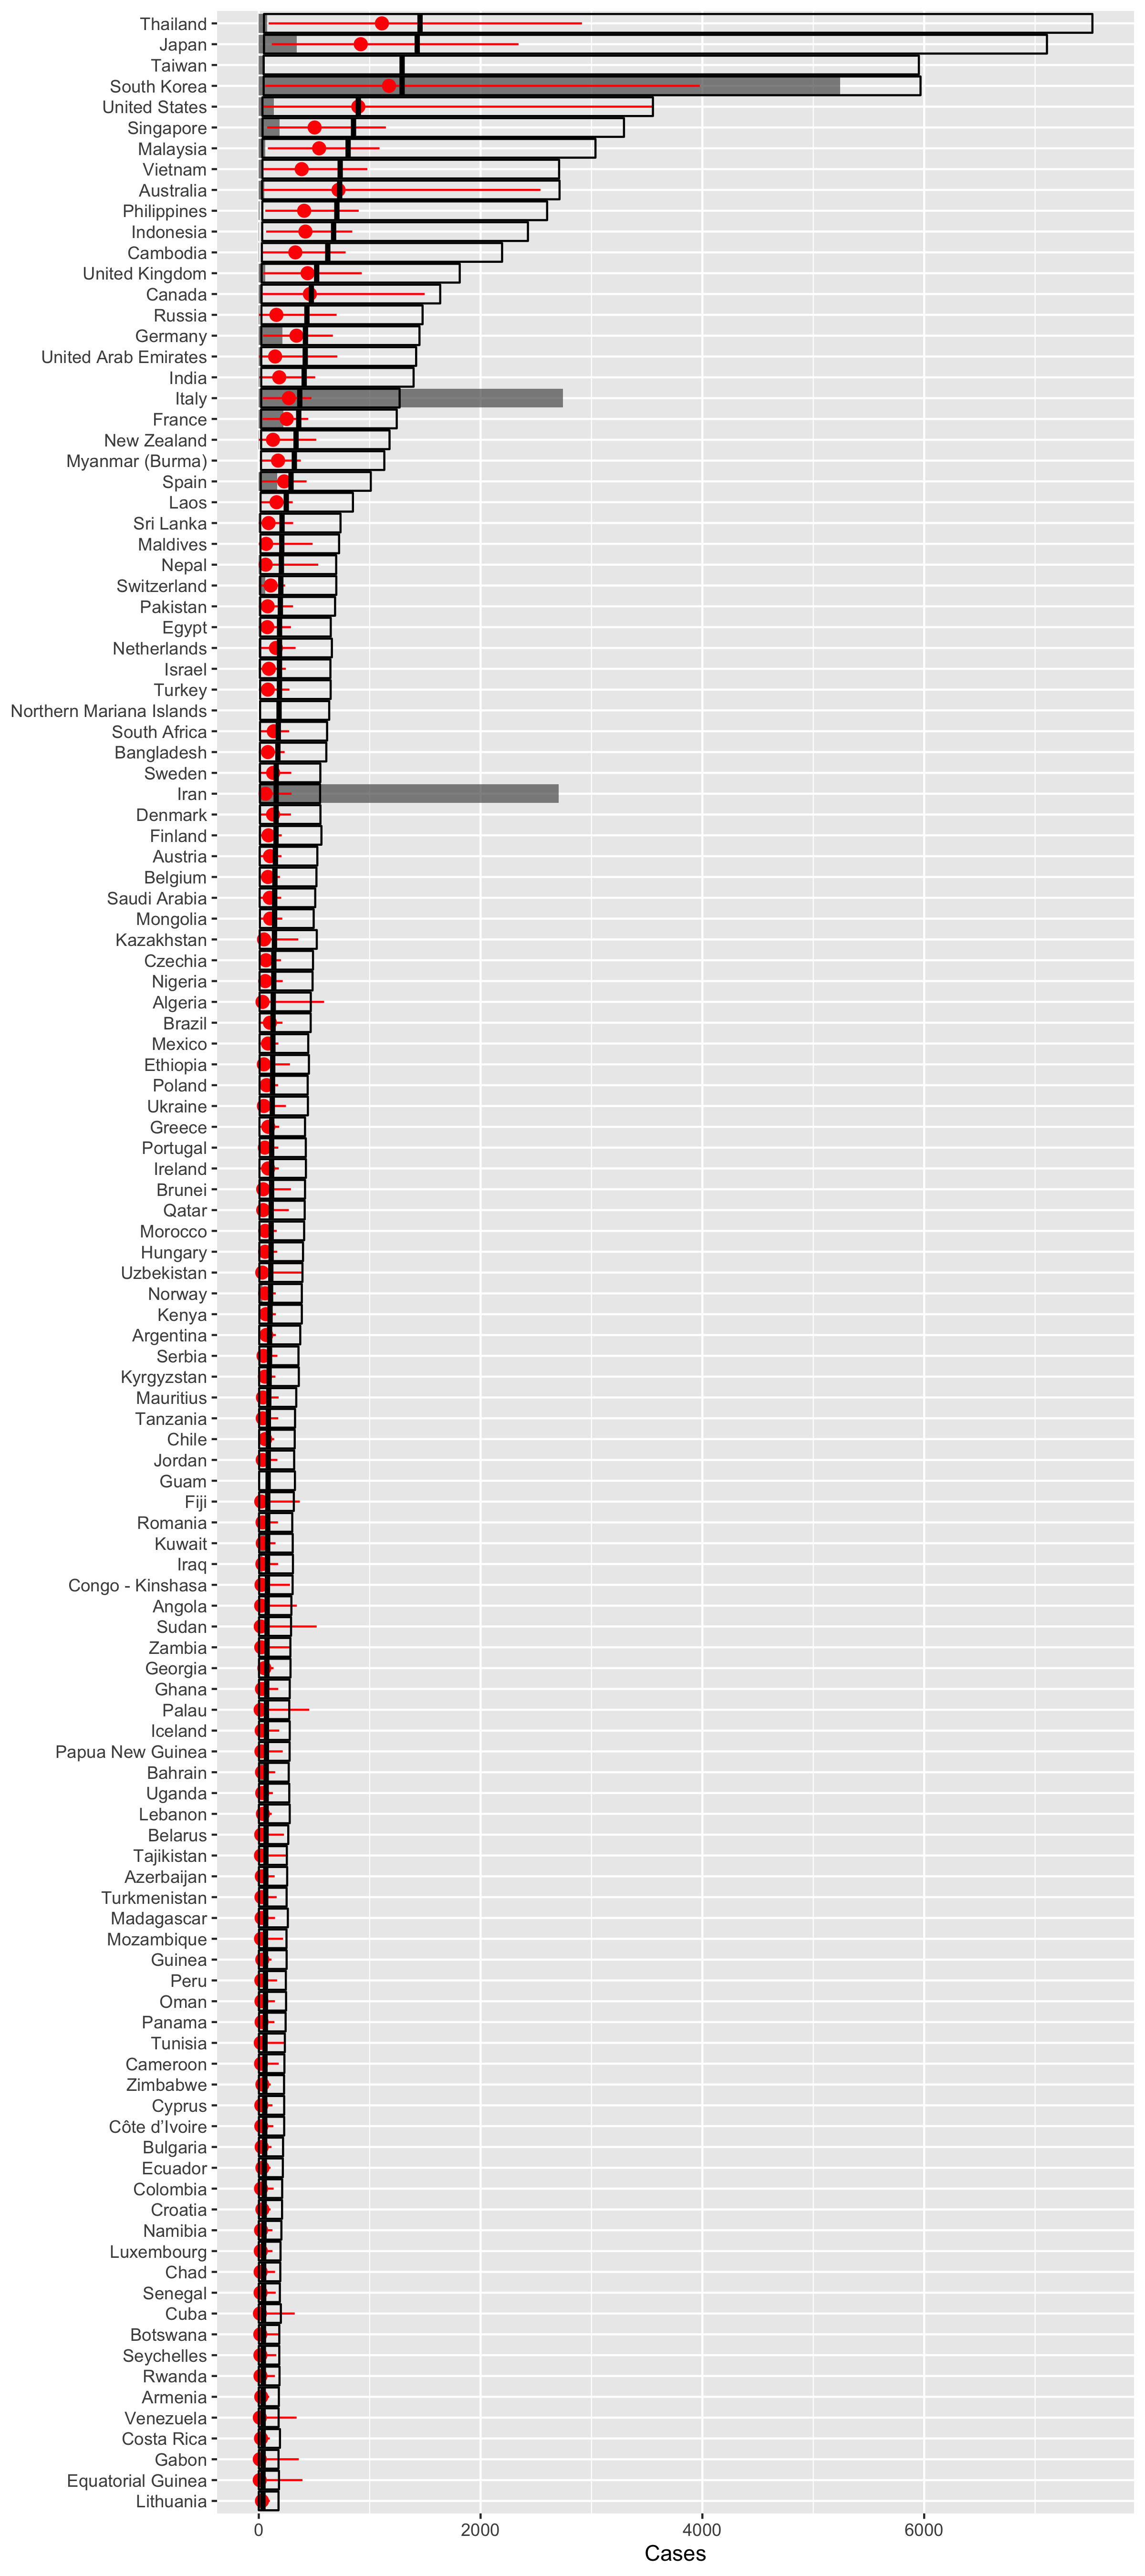 Thailand
Japan
Taiwan
South Korea
United States
Singapore
Malaysia
Vietnam
Australia
Philippines
Indonesia
Cambodia
United Kingdom
Canada
Russia
Germany
United Arab Emirates
India
Italy
France
New Zealand
Myanmar (Burma)
Spain
Laos
Sri Lanka
Maldives
Nepal
Switzerland
Pakistan
Egypt
Netherlands
Israel
Turkey
Northern Mariana Islands
South Africa
Bangladesh
Sweden
Iran
Denmark
Finland
Austria
Belgium
Saudi Arabia
Mongolia
Kazakhstan
Czechia
Nigeria
Algeria
Brazil
Mexico
Ethiopia
Poland
Ukraine
Greece
Portugal
Ireland
Brunei
Qatar
Morocco
Hungary
Uzbekistan
Norway
Kenya
Argentina
Serbia
Kyrgyzstan
Mauritius
Tanzania
Chile
Jordan
Guam
Fiji
Romania
Kuwait
Iraq
Congo - Kinshasa
Angola
Sudan
Zambia
Georgia
Ghana
Palau
Iceland
Papua New Guinea
Bahrain
Uganda
Lebanon
Belarus
Tajikistan
Azerbaijan
Turkmenistan
Madagascar
Mozambique
Guinea
Peru
Oman
Panama
Tunisia
Cameroon
Zimbabwe
Cyprus
Côte d’Ivoire
Bulgaria
Ecuador
Colombia
Croatia
Namibia
Luxembourg
Chad
Senegal
Cuba
Botswana
Seychelles
Rwanda
Armenia
Venezuela
Costa Rica
Gabon
Equatorial Guinea
Lithuania
0 2000 4000 6000
Cases